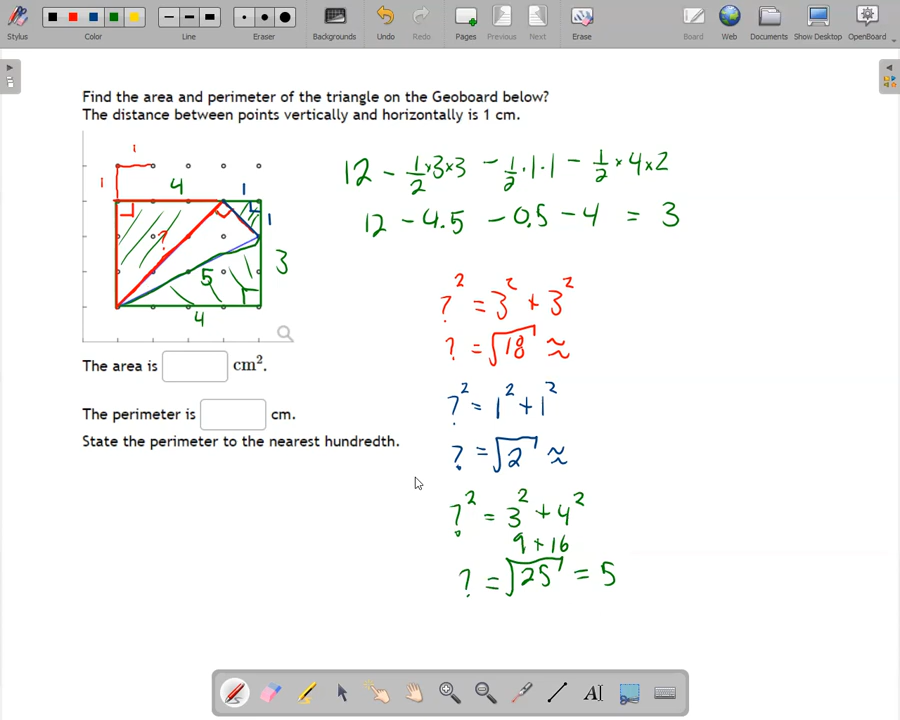 Stylus Color Line Eraser Backgrounds Undo Redo Pages Previous Next Erase Board Web Documents Show Desktop OpenBoard
Find the area and perimeter of the triangle on the Geoboard below?
The distance between points vertically and horizontally is 1 cm.
1
1
4
1
1
?
5
3
4
12 - 1/2 × 3 × 3 - 1/2 · 1 · 1 - 1/2 × 4 × 2
12 - 4.5 - 0.5 - 4 = 3
?² = 3² + 3²
? = √18 ≈
?² = 1² + 1²
? = √2 ≈
?² = 3² + 4²
9 + 16
? = √25 = 5
The area is cm².
The perimeter is cm.
State the perimeter to the nearest hundredth.
A